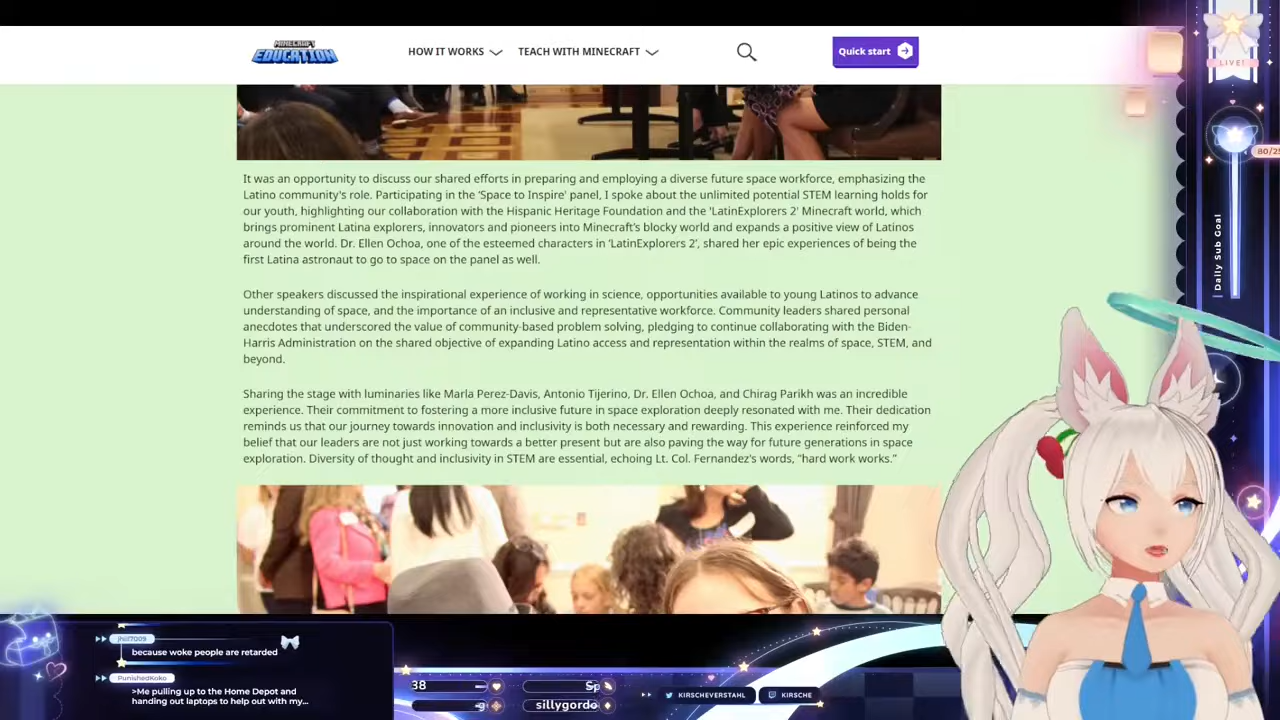 MINECRAFT
EDUCATION
HOW IT WORKS
TEACH WITH MINECRAFT
Quick start
LIVE!
80/25
Daily Sub Goal
It was an opportunity to discuss our shared efforts in preparing and employing a diverse future space workforce, emphasizing the
Latino community's role. Participating in the 'Space to Inspire' panel, I spoke about the unlimited potential STEM learning holds for
our youth, highlighting our collaboration with the Hispanic Heritage Foundation and the 'LatinExplorers 2' Minecraft world, which
brings prominent Latina explorers, innovators and pioneers into Minecraft's blocky world and expands a positive view of Latinos
around the world. Dr. Ellen Ochoa, one of the esteemed characters in 'LatinExplorers 2', shared her epic experiences of being the
first Latina astronaut to go to space on the panel as well.
Other speakers discussed the inspirational experience of working in science, opportunities available to young Latinos to advance
understanding of space, and the importance of an inclusive and representative workforce. Community leaders shared personal
anecdotes that underscored the value of community-based problem solving, pledging to continue collaborating with the Biden-
Harris Administration on the shared objective of expanding Latino access and representation within the realms of space, STEM, and
beyond.
Sharing the stage with luminaries like Marla Perez-Davis, Antonio Tijerino, Dr. Ellen Ochoa, and Chirag Parikh was an incredible
experience. Their commitment to fostering a more inclusive future in space exploration deeply resonated with me. Their dedication
reminds us that our journey towards innovation and inclusivity is both necessary and rewarding. This experience reinforced my
belief that our leaders are not just working towards a better present but are also paving the way for future generations in space
exploration. Diversity of thought and inclusivity in STEM are essential, echoing Lt. Col. Fernandez's words, "hard work works."
because woke people are retarded
PunishedKoko
>Me pulling up to the Home Depot and
handing out laptops to help out with my...
38
Sp
sillygordo
KIRSCHEVERSTAHL
KIRSCHE